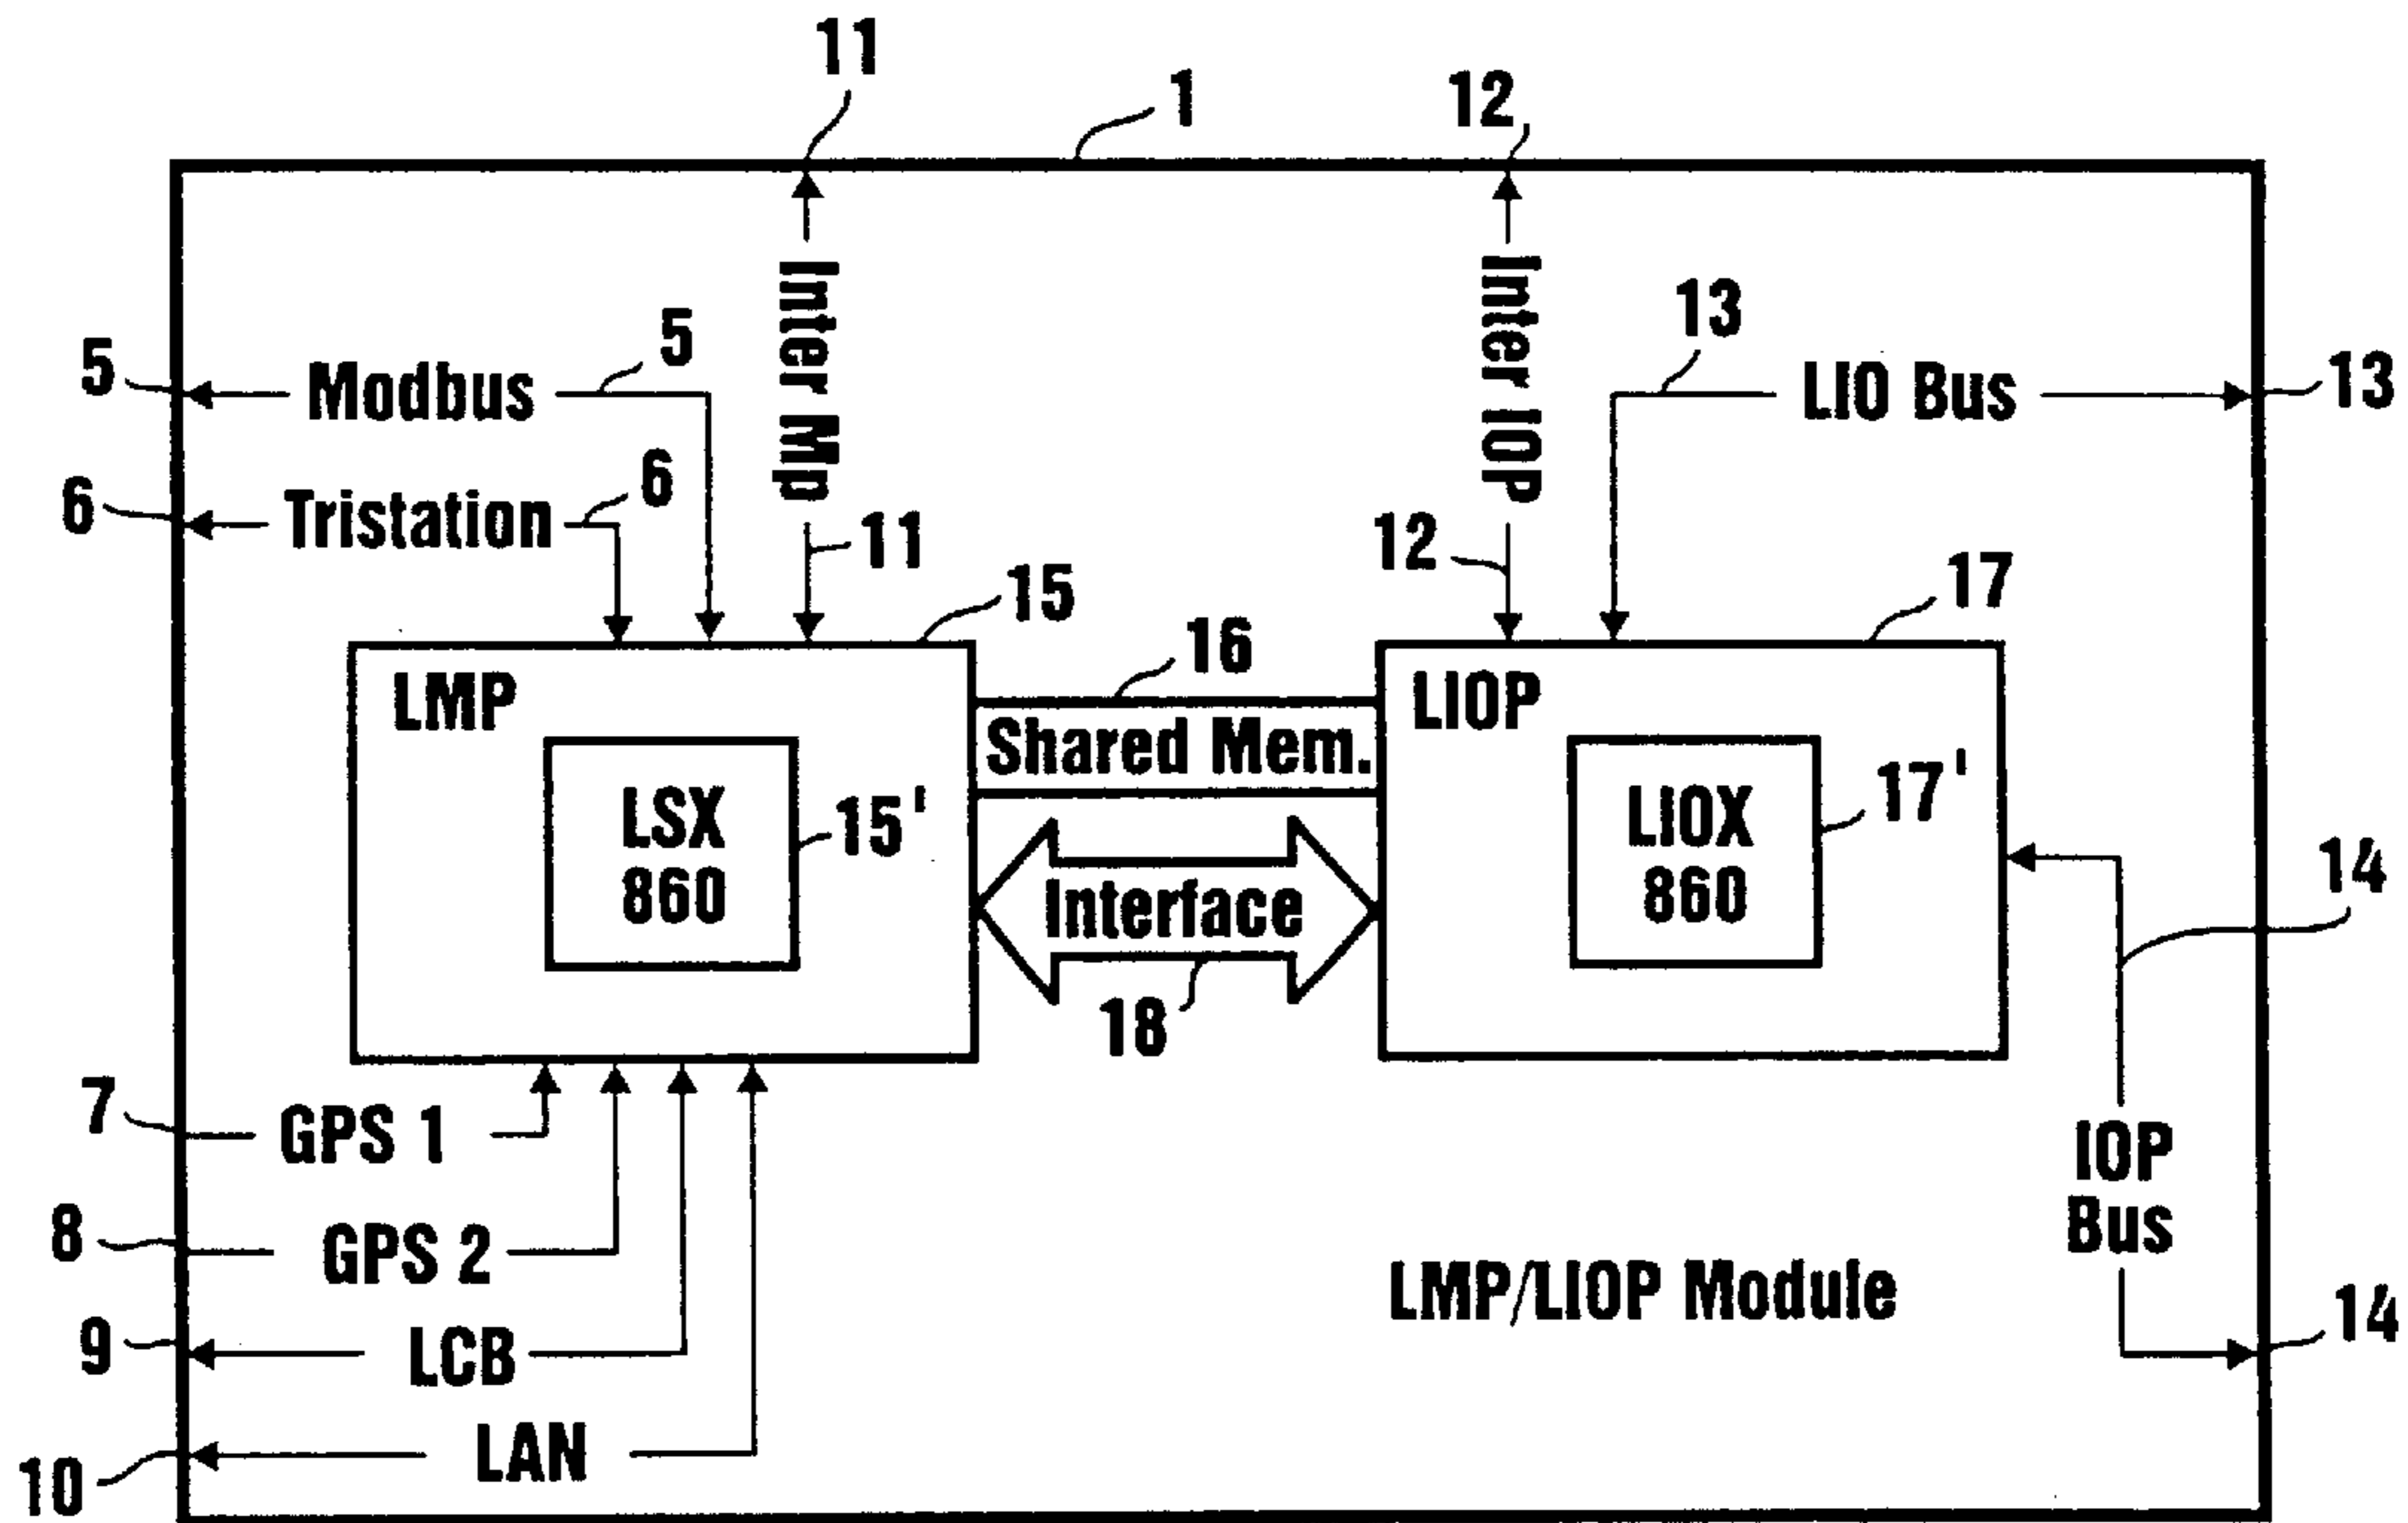 11
1
12
Inter Mp
Inter IOP
13
5
5
Modbus
LIO Bus
13
6
6
Tristation
11
12
15
17
16
LMP
LIOP
Shared Mem.
LSX
860
15'
LIOX
860
17'
Interface
14
18
7
GPS 1
IOP
Bus
8
GPS 2
LMP/LIOP Module
9
LCB
14
10
LAN